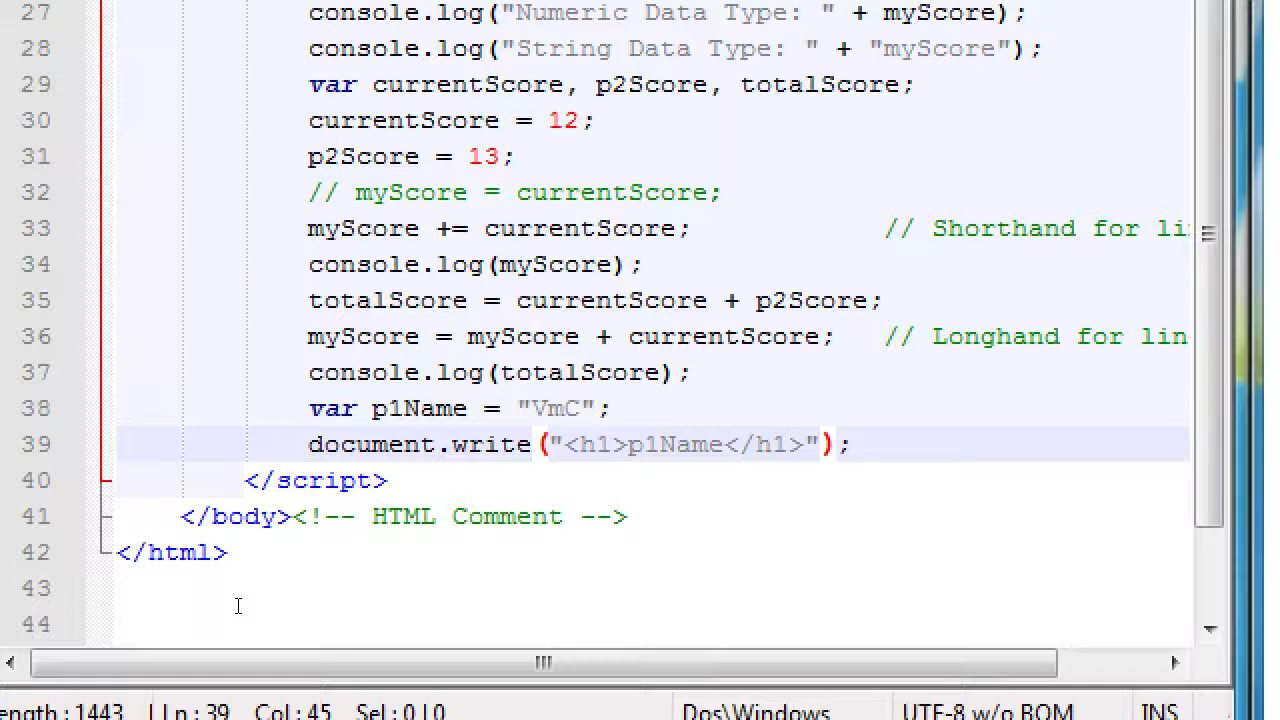 27 console.log("Numeric Data Type: " + myScore);
28 console.log("String Data Type: " + "myScore");
29 var currentScore, p2Score, totalScore;
30 currentScore = 12;
31 p2Score = 13;
32 // myScore = currentScore;
33 myScore += currentScore; // Shorthand for li
34 console.log(myScore);
35 totalScore = currentScore + p2Score;
36 myScore = myScore + currentScore; // Longhand for lin
37 console.log(totalScore);
38 var p1Name = "VmC";
39 document.write("<h1>p1Name</h1>");
40 </script>
41 </body><!-- HTML Comment -->
42 </html>
43
44
ength : 1443 Ln : 39 Col : 45 Sel : 0 | 0 Dos\Windows UTF-8 w/o BOM INS